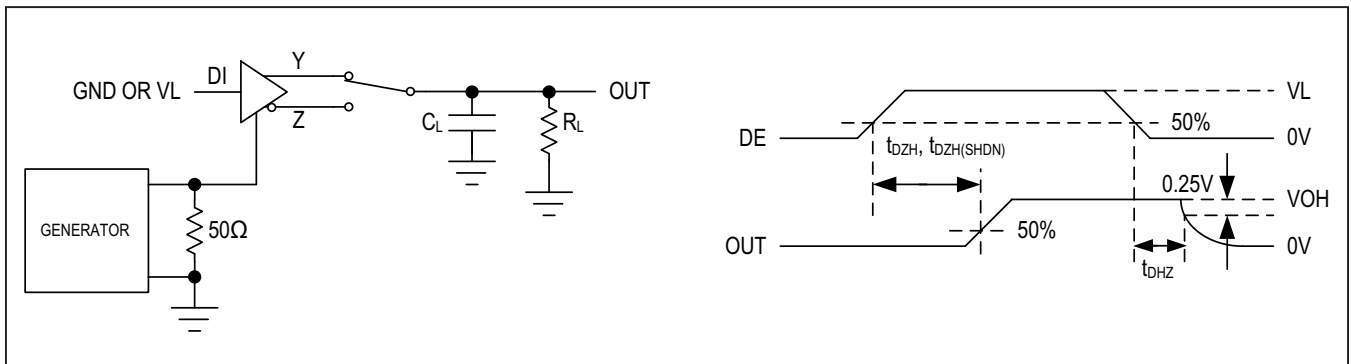 GND OR VL
DI
Y
Z
OUT
CL
RL
GENERATOR
50Ω
DE
VL
50%
0V
tDZH, tDZH(SHDN)
0.25V
VOH
OUT
50%
0V
tDHZ